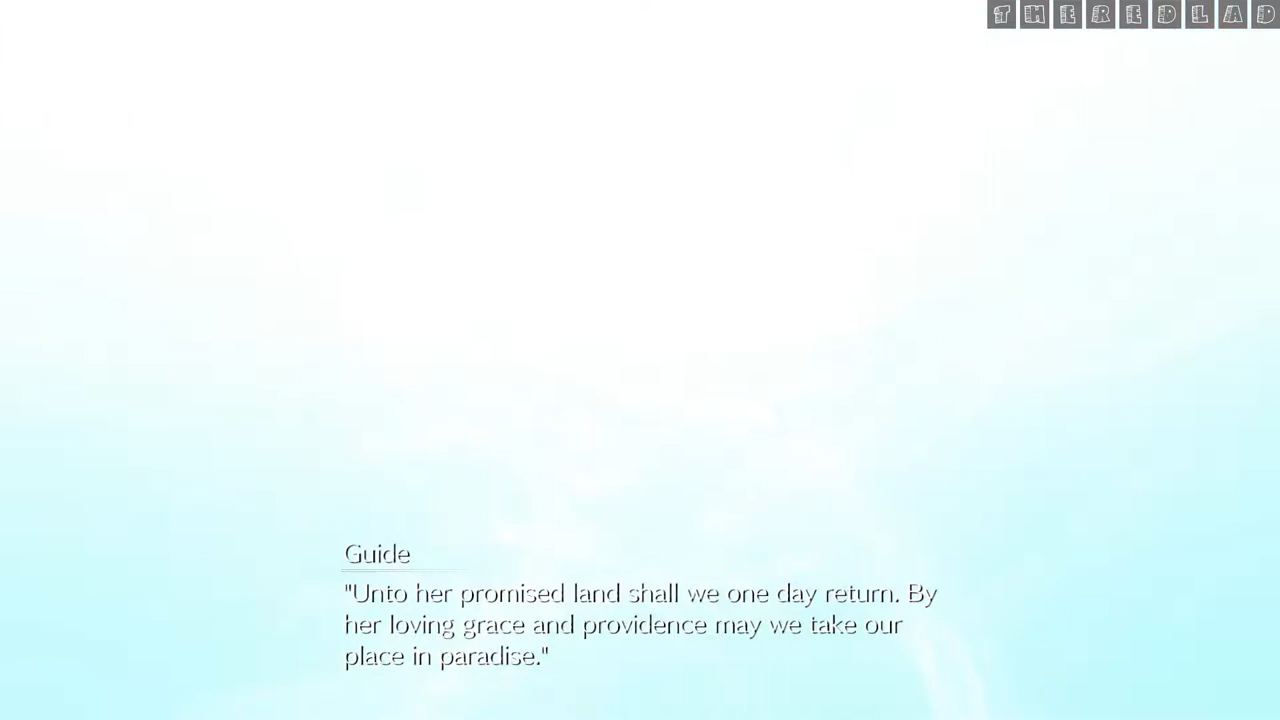 THEREDLAD
Guide
"Unto her promised land shall we one day return. By
her loving grace and providence may we take our
place in paradise."